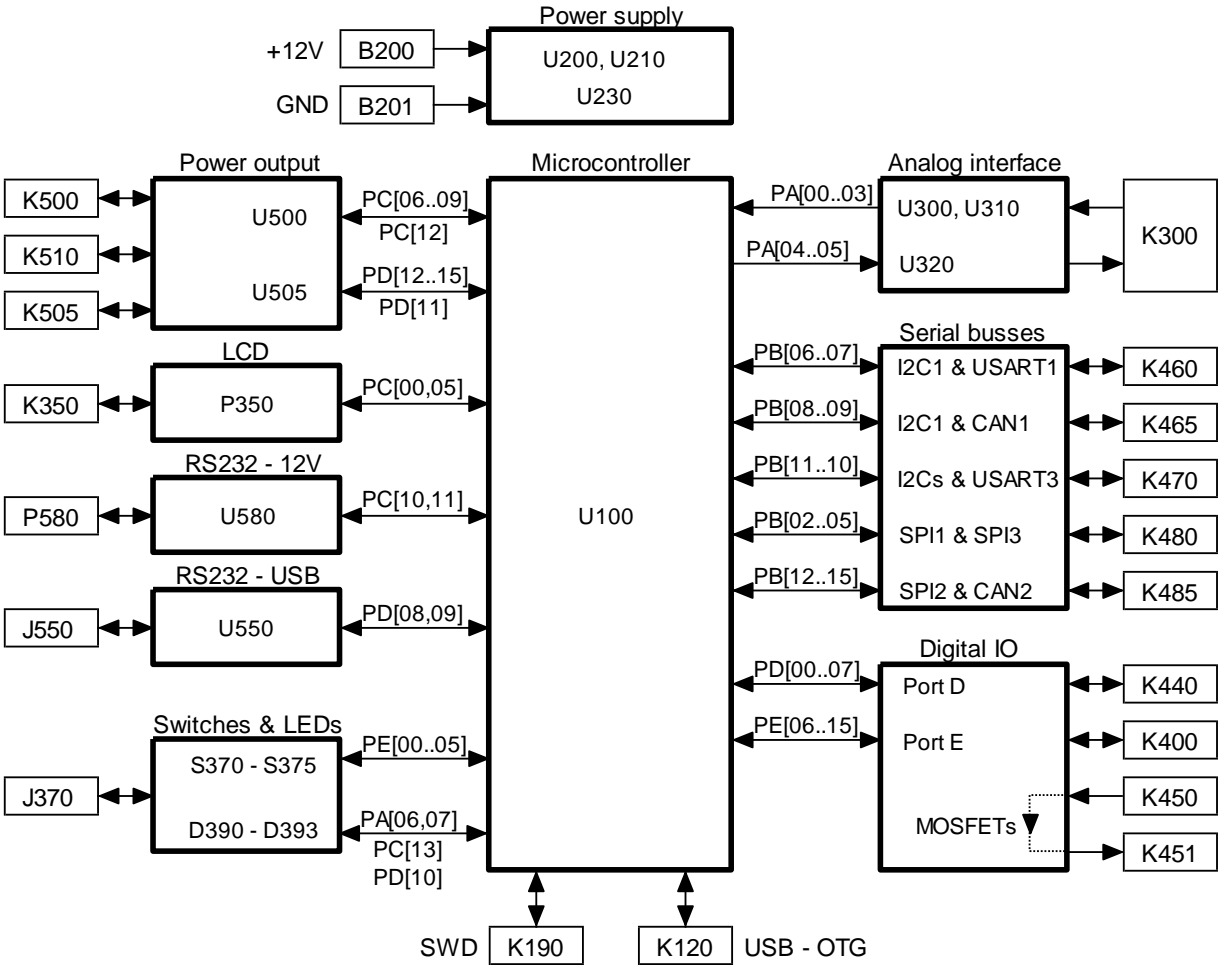 Power supply
+12V
B200
U200, U210
GND
B201
U230
Power output
Microcontroller
Analog interface
K500
K510
K505
U500
U505
PC[06..09]
PC[12]
PD[12..15]
PD[11]
PA[00..03]
PA[04..05]
U300, U310
U320
K300
LCD
K350
P350
PC[00,05]
RS232 - 12V
P580
U580
PC[10,11]
RS232 - USB
J550
U550
PD[08,09]
U100
Serial busses
PB[06..07]
I2C1 & USART1
K460
PB[08..09]
I2C1 & CAN1
K465
PB[11..10]
I2Cs & USART3
K470
PB[02..05]
SPI1 & SPI3
K480
PB[12..15]
SPI2 & CAN2
K485
Switches & LEDs
J370
S370 - S375
D390 - D393
PE[00..05]
PA[06,07]
PC[13]
PD[10]
Digital IO
PD[00..07]
Port D
K440
PE[06..15]
Port E
K400
K450
MOSFETs
K451
SWD
K190
K120
USB - OTG